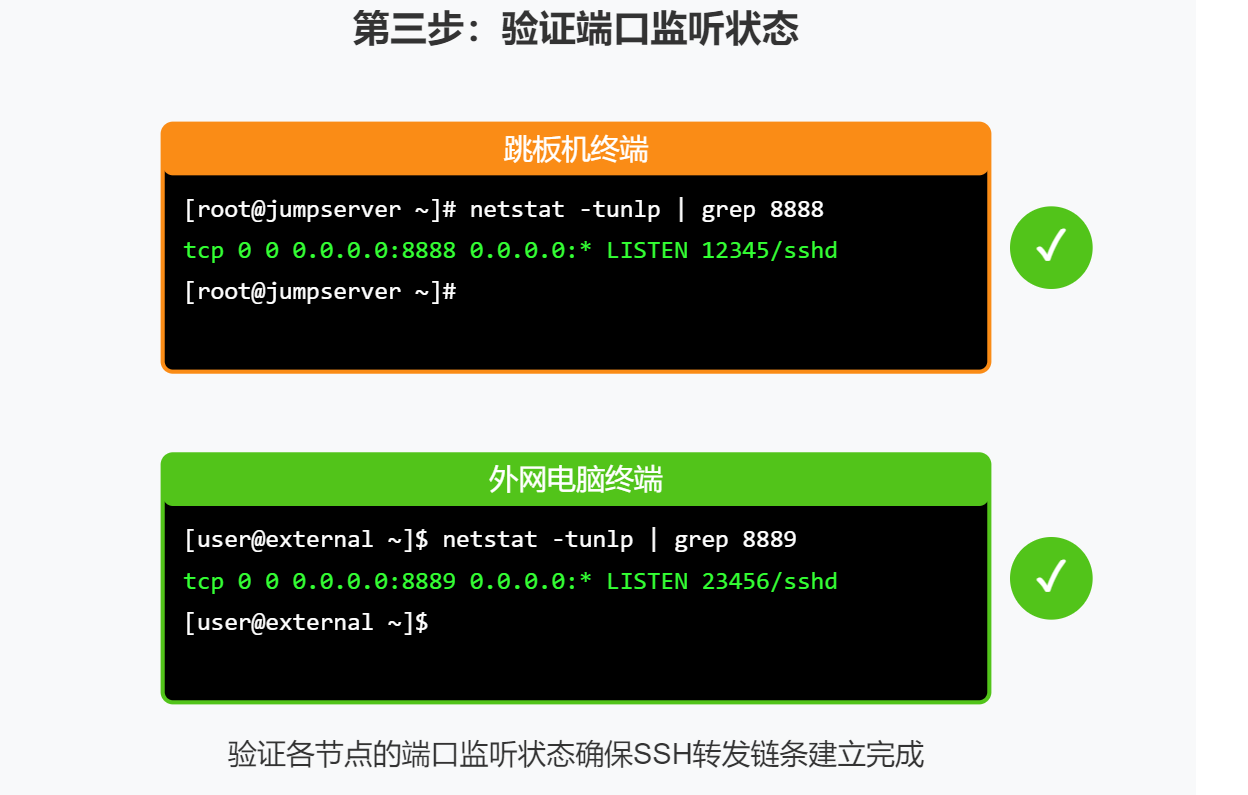 第三步：验证端口监听状态
跳板机终端
[root@jumpserver ~]# netstat -tunlp | grep 8888
tcp 0 0 0.0.0.0:8888 0.0.0.0:* LISTEN 12345/sshd
[root@jumpserver ~]#
外网电脑终端
[user@external ~]$ netstat -tunlp | grep 8889
tcp 0 0 0.0.0.0:8889 0.0.0.0:* LISTEN 23456/sshd
[user@external ~]$
验证各节点的端口监听状态确保SSH转发链条建立完成